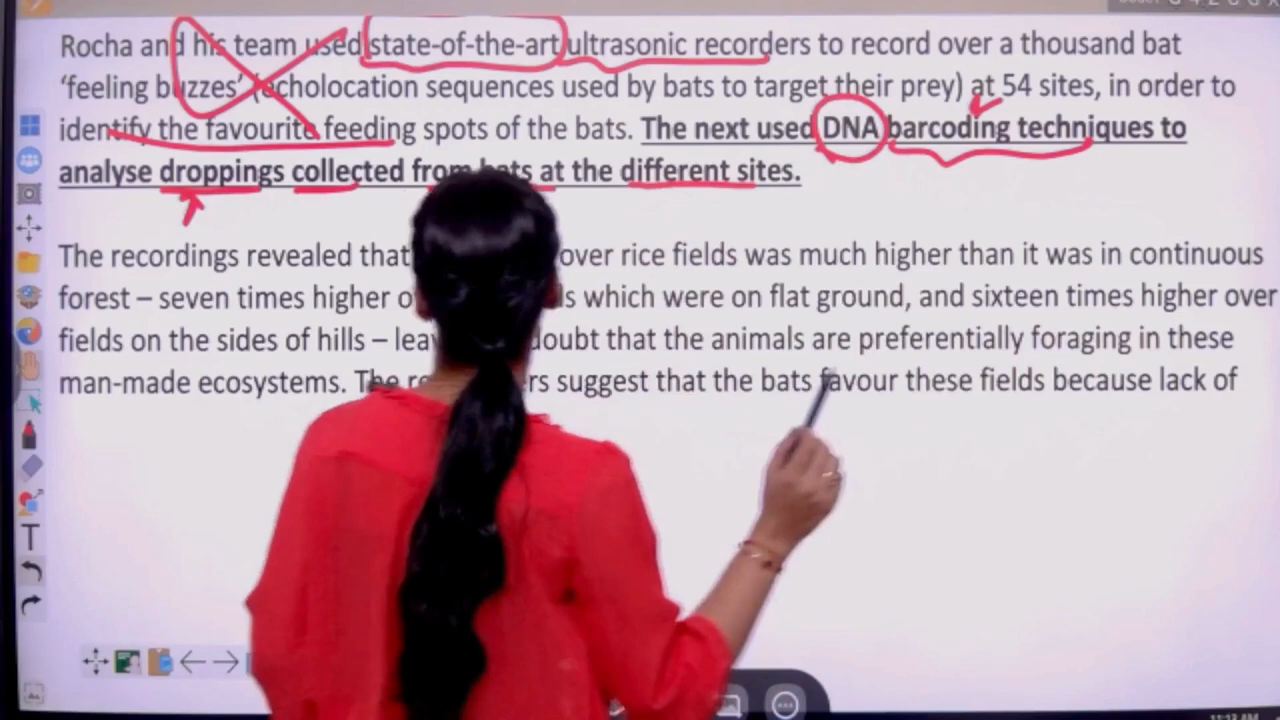 Rocha and his team used state-of-the-art ultrasonic recorders to record over a thousand bat
‘feeling buzzes’ (echolocation sequences used by bats to target their prey) at 54 sites, in order to
identify the favourite feeding spots of the bats. The next used DNA barcoding techniques to
analyse droppings collected from bats at the different sites.
The recordings revealed that over rice fields was much higher than it was in continuous
forest – seven times higher which were on flat ground, and sixteen times higher over
fields on the sides of hills – doubt that the animals are preferentially foraging in these
man-made ecosystems. The suggest that the bats favour these fields because lack of
T